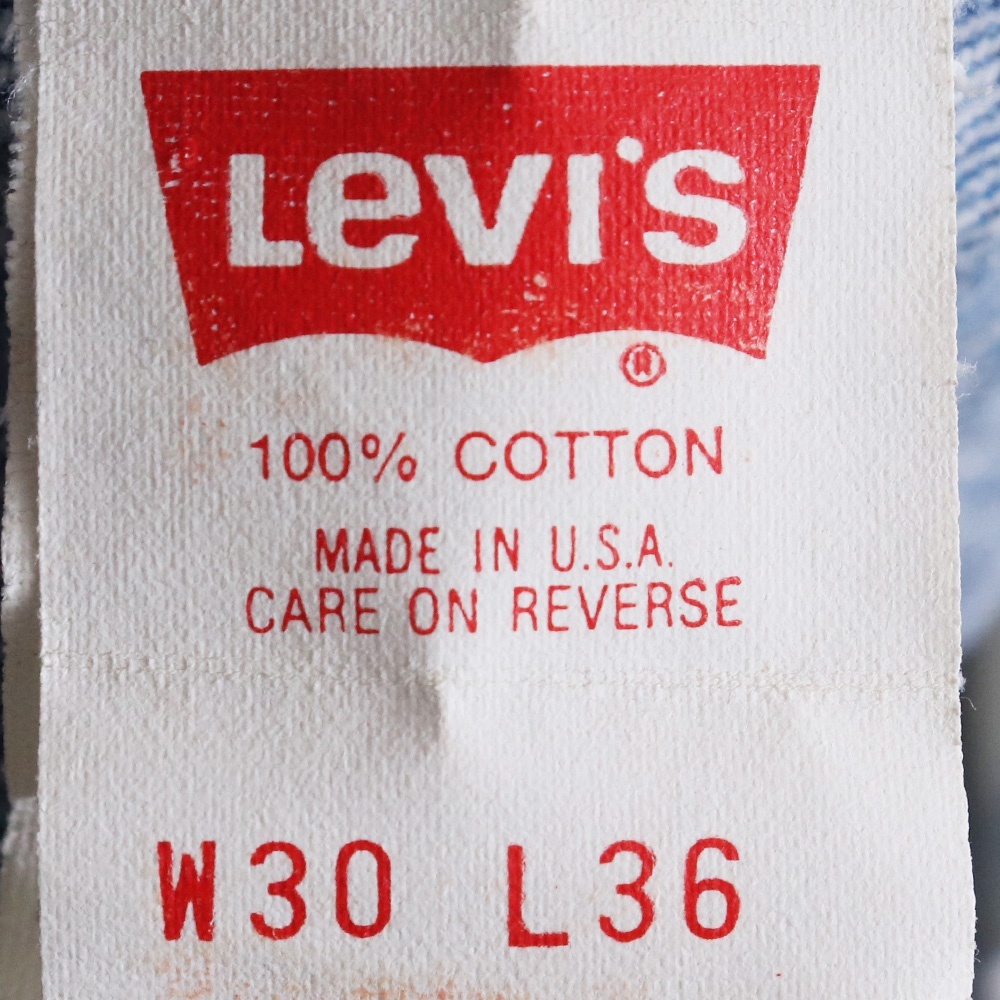 LEVI'S
®
100% COTTON
MADE IN U.S.A.
CARE ON REVERSE
W30 L36